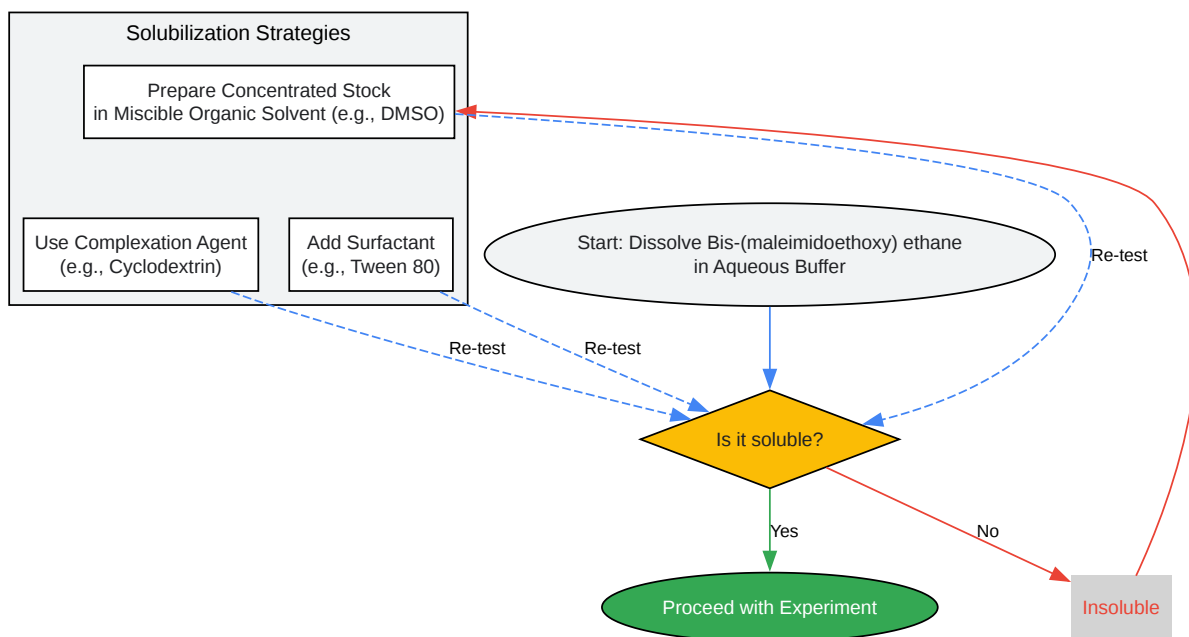 Solubilization Strategies
Prepare Concentrated Stock
in Miscible Organic Solvent (e.g., DMSO)
Use Complexation Agent
(e.g., Cyclodextrin)
Add Surfactant
(e.g., Tween 80)
Start: Dissolve Bis-(maleimidoethoxy) ethane
in Aqueous Buffer
Re-test
Re-test
Re-test
Is it soluble?
Yes
No
Proceed with Experiment
Insoluble